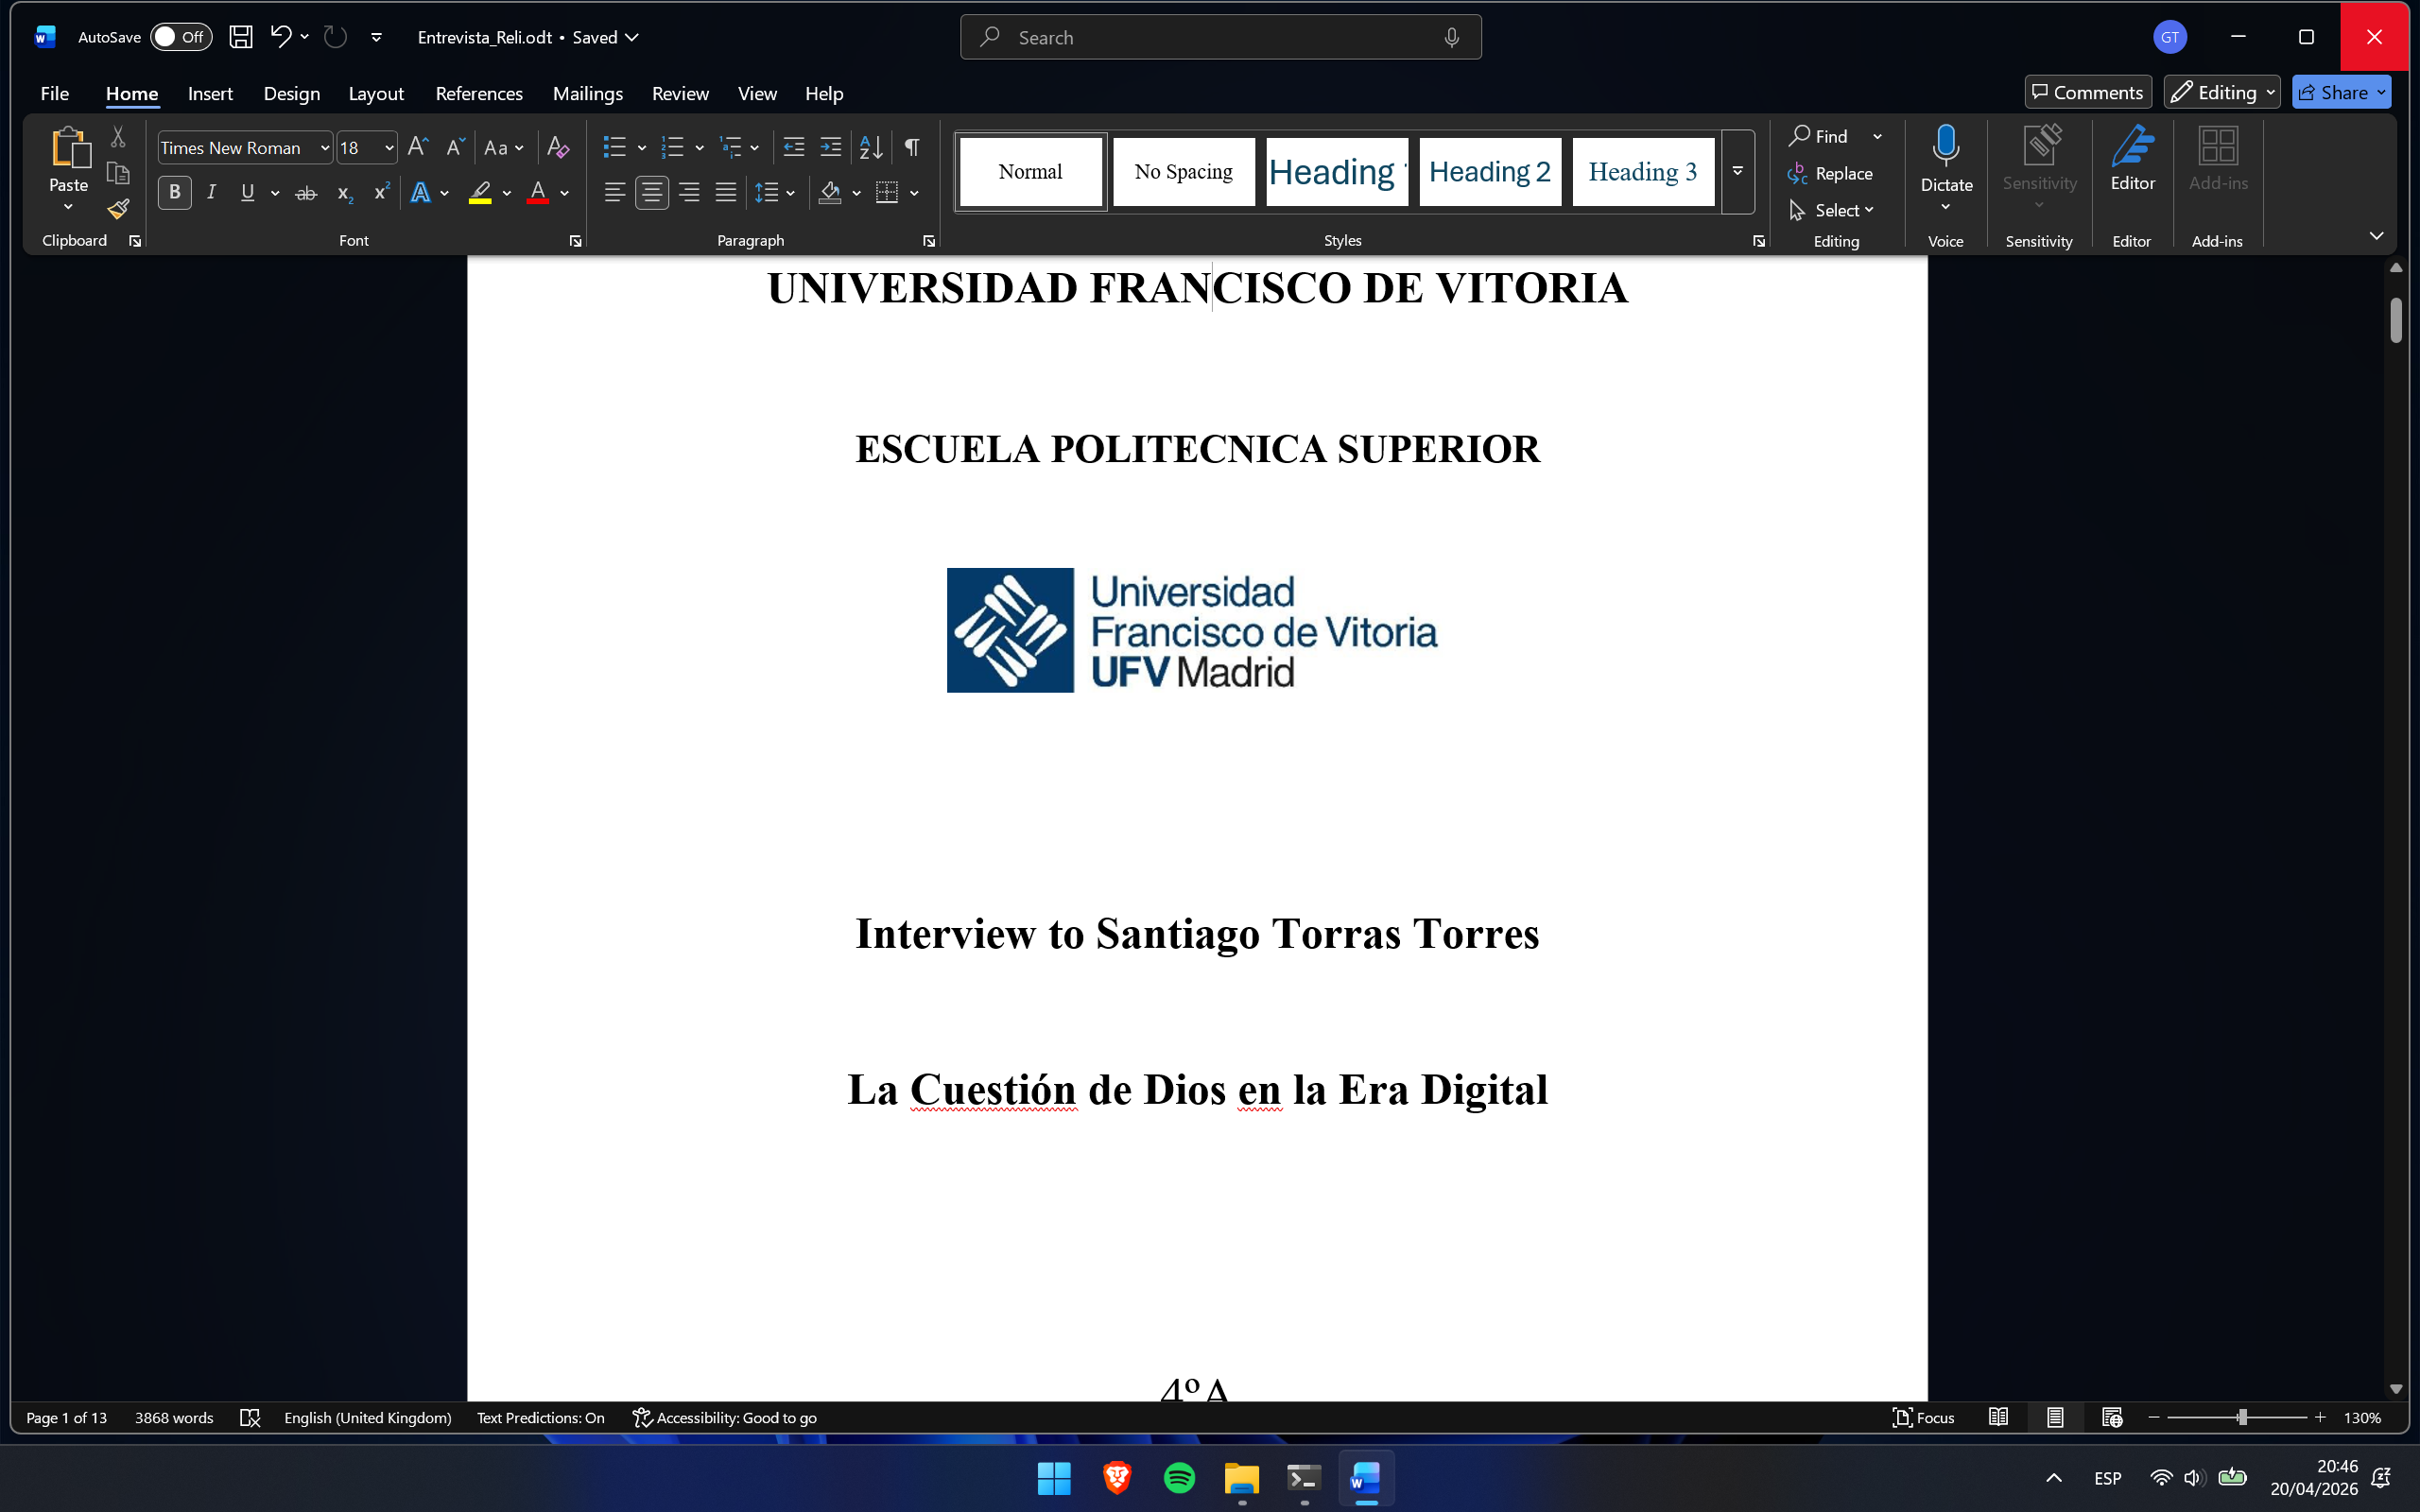 AutoSave Off Entrevista_Reli.odt • Saved Search GT
File Home Insert Design Layout References Mailings Review View Help Comments Editing Share
Times New Roman 18 Aa Find
Paste Normal No Spacing Heading 1 Heading 2 Heading 3 Replace Dictate Sensitivity Editor Add-ins
Select
Clipboard Font Paragraph Styles Editing Voice Sensitivity Editor Add-ins
UNIVERSIDAD FRANCISCO DE VITORIA
ESCUELA POLITECNICA SUPERIOR
Universidad
Francisco de Vitoria
UFV Madrid
Interview to Santiago Torras Torres
La Cuestión de Dios en la Era Digital
4º A
Page 1 of 13 3868 words English (United Kingdom) Text Predictions: On Accessibility: Good to go Focus 130%
ESP 20:46
20/04/2026